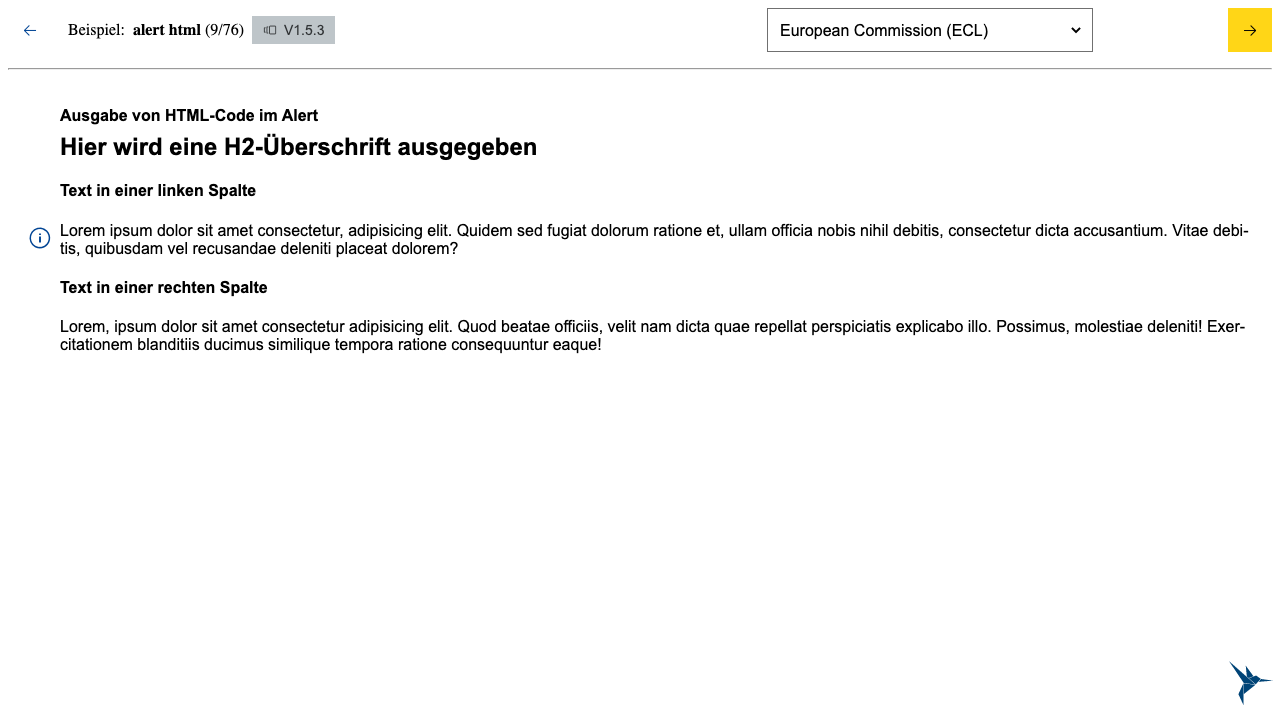 Beispiel: alert html (9/76) V1.5.3 European Commission (ECL)
Ausgabe von HTML-Code im Alert
Hier wird eine H2-Überschrift ausgegeben
Text in einer linken Spalte
Lorem ipsum dolor sit amet consectetur, adipisicing elit. Quidem sed fugiat dolorum ratione et, ullam officia nobis nihil debitis, consectetur dicta accusantium. Vitae debi-
tis, quibusdam vel recusandae deleniti placeat dolorem?
Text in einer rechten Spalte
Lorem, ipsum dolor sit amet consectetur adipisicing elit. Quod beatae officiis, velit nam dicta quae repellat perspiciatis explicabo illo. Possimus, molestiae deleniti! Exer-
citationem blanditiis ducimus similique tempora ratione consequuntur eaque!